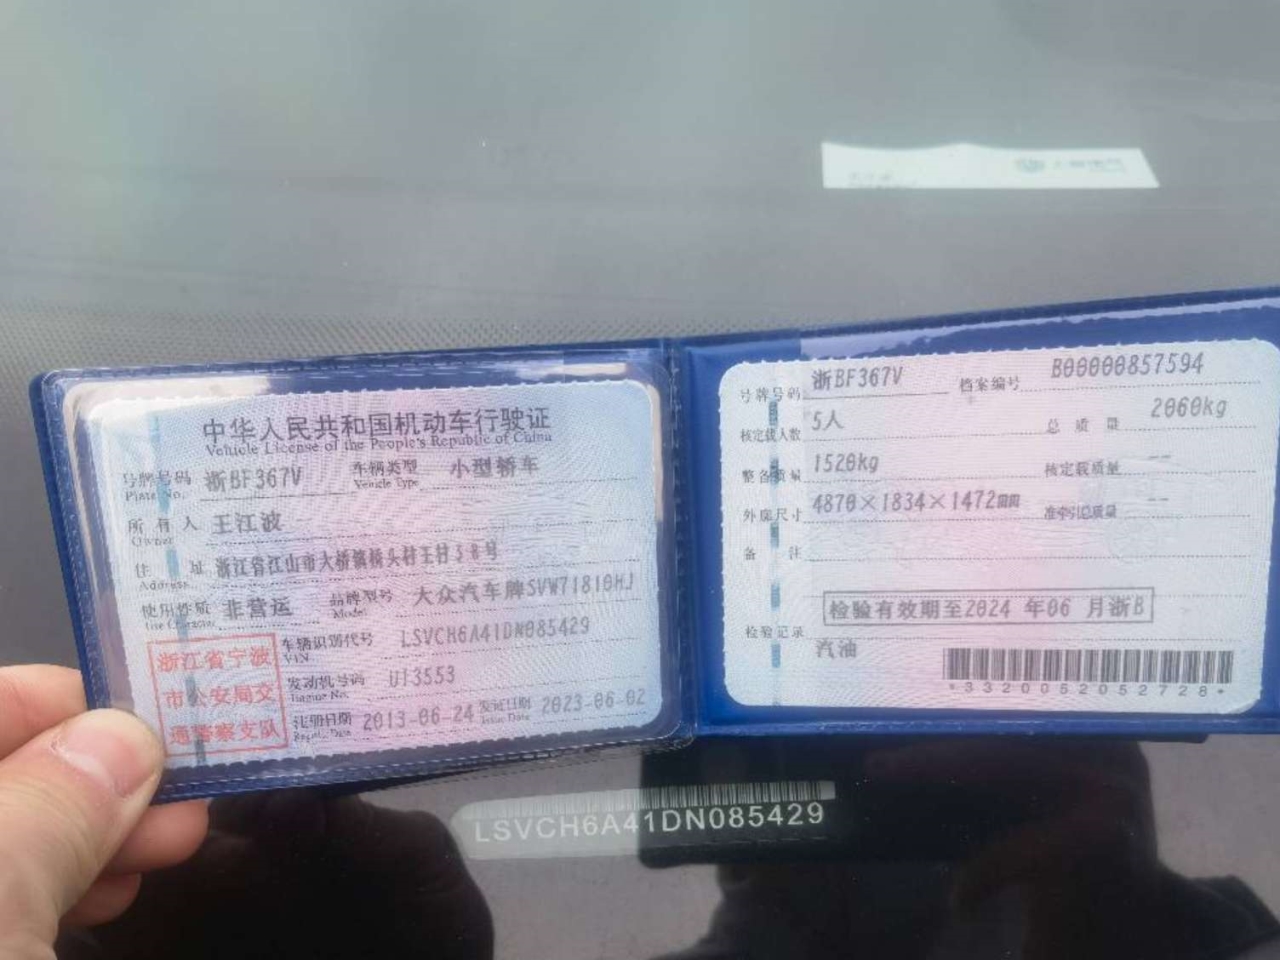 中华人民共和国机动车行驶证
Vehicle License of the People's Republic of China
号牌号码 浙BF367V 车辆类型 小型轿车
Plate No. Vehicle Type
所有人 王江波
Owner
住址 浙江省江山市大桥镇桥头村王村38号
Address
使用性质 非营运 品牌型号 大众汽车牌SVW71810HJ
Use Character Model
浙江省宁波
市公安局交
通警察支队
车辆识别代号 LSVCH6A41DN085429
VIN
发动机号码 U13553
Engine No.
注册日期 2013-06-24 发证日期 2023-06-02
Register Date Issue Date
号牌号码 浙BF367V 档案编号 B00000857594
核定载人数 5人 总质量 2060kg
整备质量 1520kg 核定载质量 --
外廓尺寸 4870×1834×1472mm 准牵引总质量 --
备注
检验有效期至2024 年06 月浙B
检验记录
汽油
*3320052052728*
LSVCH6A41DN085429